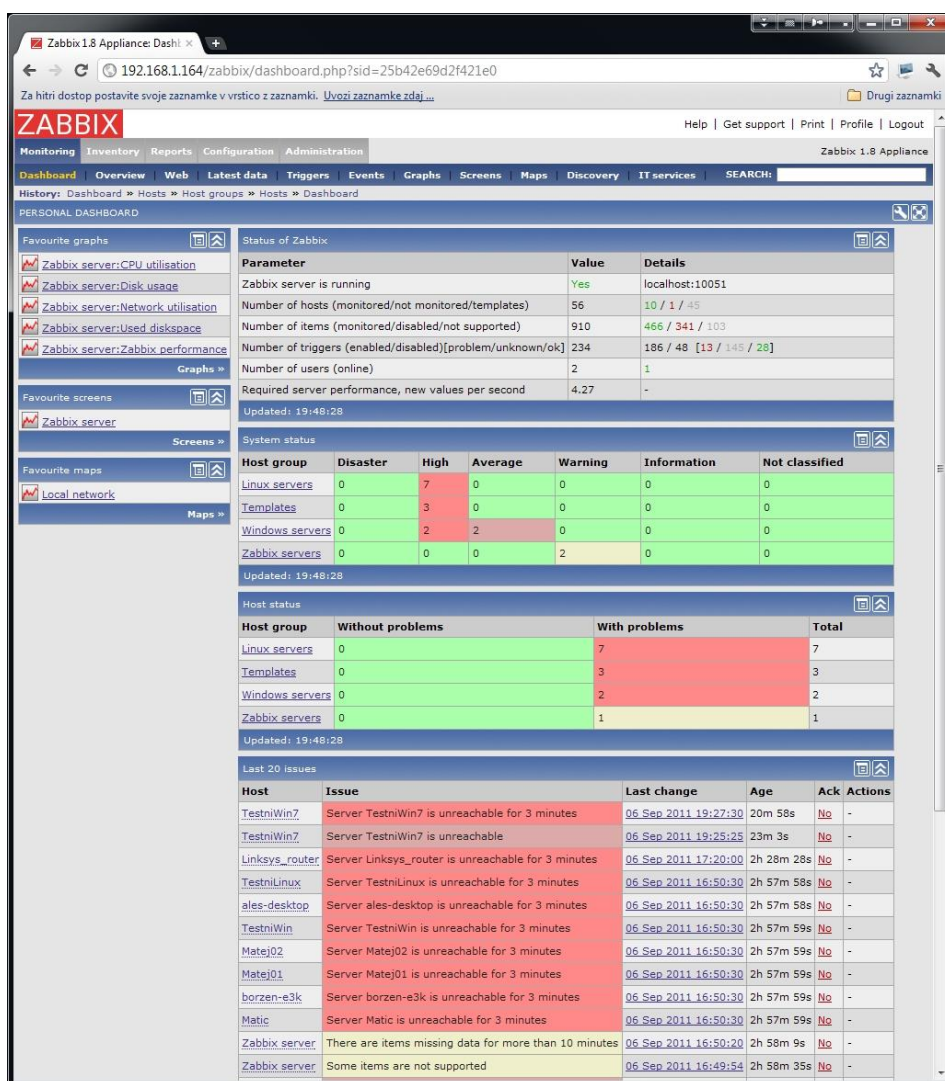 Zabbix 1.8 Appliance: Dash
192.168.1.164/zabbix/dashboard.php?sid=25b42e69d2f421e0
Za hitri dostop postavite svoje zaznamke v vrstico z zaznamki. Uvozi zaznamke zdaj ... Drugi zaznamki
ZABBIX
Help | Get support | Print | Profile | Logout
Monitoring Inventory Reports Configuration Administration Zabbix 1.8 Appliance
Dashboard | Overview | Web | Latest data | Triggers | Events | Graphs | Screens | Maps | Discovery | IT services | SEARCH:
History: Dashboard » Hosts » Host groups » Hosts » Dashboard
PERSONAL DASHBOARD
Favourite graphs
Zabbix server:CPU utilisation
Zabbix server:Disk usage
Zabbix server:Network utilisation
Zabbix server:Used diskspace
Zabbix server:Zabbix performance
Graphs »
Favourite screens
Zabbix server
Screens »
Favourite maps
Local network
Maps »
Status of Zabbix
Parameter Value Details
Zabbix server is running Yes localhost:10051
Number of hosts (monitored/not monitored/templates) 56 10 / 1 / 45
Number of items (monitored/disabled/not supported) 910 466 / 341 / 103
Number of triggers (enabled/disabled)[problem/unknown/ok] 234 186 / 48 [13 / 145 / 28]
Number of users (online) 2 1
Required server performance, new values per second 4.27 -
Updated: 19:48:28
System status
Host group Disaster High Average Warning Information Not classified
Linux servers 0 7 0 0 0 0
Templates 0 3 0 0 0 0
Windows servers 0 2 2 0 0 0
Zabbix servers 0 0 0 2 0 0
Updated: 19:48:28
Host status
Host group Without problems With problems Total
Linux servers 0 7 7
Templates 0 3 3
Windows servers 0 2 2
Zabbix servers 0 1 1
Updated: 19:48:28
Last 20 issues
Host Issue Last change Age Ack Actions
TestniWin7 Server TestniWin7 is unreachable for 3 minutes 06 Sep 2011 19:27:30 20m 58s No -
TestniWin7 Server TestniWin7 is unreachable 06 Sep 2011 19:25:25 23m 3s No -
Linksys_router Server Linksys_router is unreachable for 3 minutes 06 Sep 2011 17:20:00 2h 28m 28s No -
TestniLinux Server TestniLinux is unreachable for 3 minutes 06 Sep 2011 16:50:30 2h 57m 58s No -
ales-desktop Server ales-desktop is unreachable for 3 minutes 06 Sep 2011 16:50:30 2h 57m 58s No -
TestniWin Server TestniWin is unreachable for 3 minutes 06 Sep 2011 16:50:30 2h 57m 58s No -
Matej02 Server Matej02 is unreachable for 3 minutes 06 Sep 2011 16:50:30 2h 57m 59s No -
Matej01 Server Matej01 is unreachable for 3 minutes 06 Sep 2011 16:50:30 2h 57m 59s No -
borzen-e3k Server borzen-e3k is unreachable for 3 minutes 06 Sep 2011 16:50:30 2h 57m 59s No -
Matic Server Matic is unreachable for 3 minutes 06 Sep 2011 16:50:30 2h 57m 59s No -
Zabbix server There are items missing data for more than 10 minutes 06 Sep 2011 16:50:20 2h 58m 9s No -
Zabbix server Some items are not supported 06 Sep 2011 16:49:54 2h 58m 35s No -